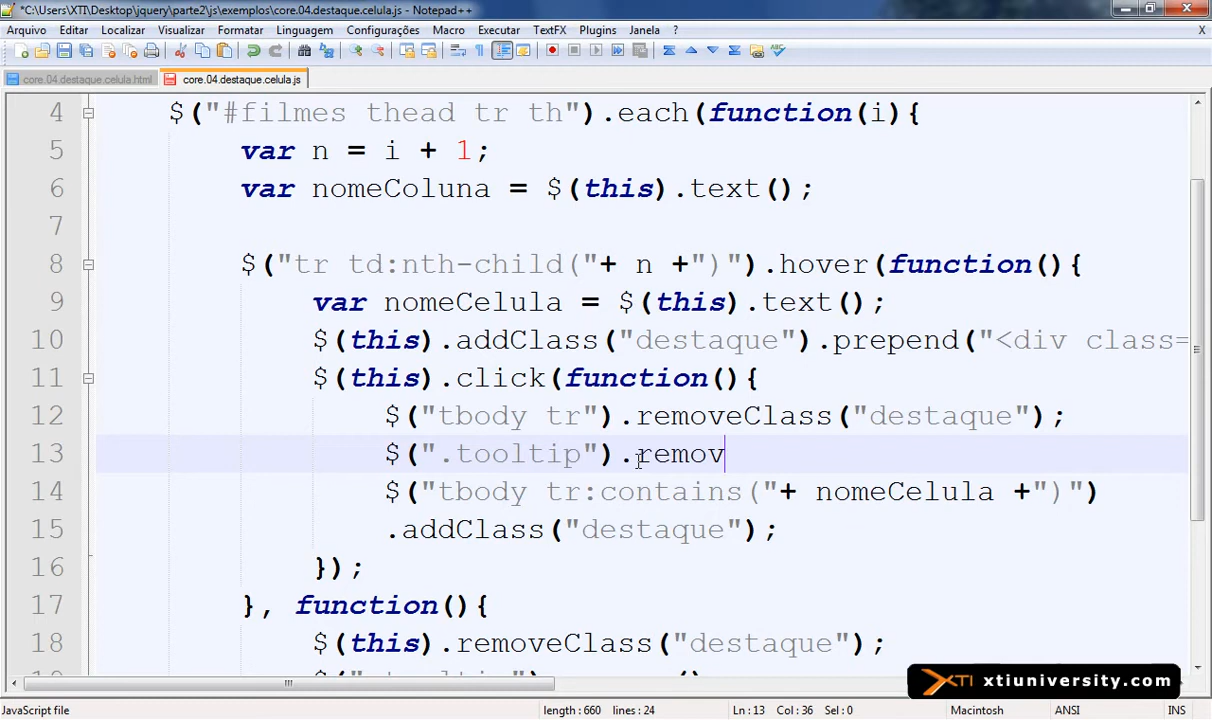 *C:\Users\XTI\Desktop\jquery\parte2\js\exemplos\core.04.destaque.celula.js - Notepad++
Arquivo Editar Localizar Visualizar Formatar Linguagem Configurações Macro Executar TextFX Plugins Janela ? X
core.04.destaque.celula.html core.04.destaque.celula.js
4 $("#filmes thead tr th").each(function(i){
5 var n = i + 1;
6 var nomeColuna = $(this).text();
7
8 $("tr td:nth-child("+ n +")").hover(function(){
9 var nomeCelula = $(this).text();
10 $(this).addClass("destaque").prepend("<div class=
11 $(this).click(function(){
12 $("tbody tr").removeClass("destaque");
13 $(".tooltip").remov
14 $("tbody tr:contains("+ nomeCelula +")")
15 .addClass("destaque");
16 });
17 }, function(){
18 $(this).removeClass("destaque");
XTI xtiuniversity.com
JavaScript file length : 660 lines : 24 Ln : 13 Col : 36 Sel : 0 Macintosh ANSI INS